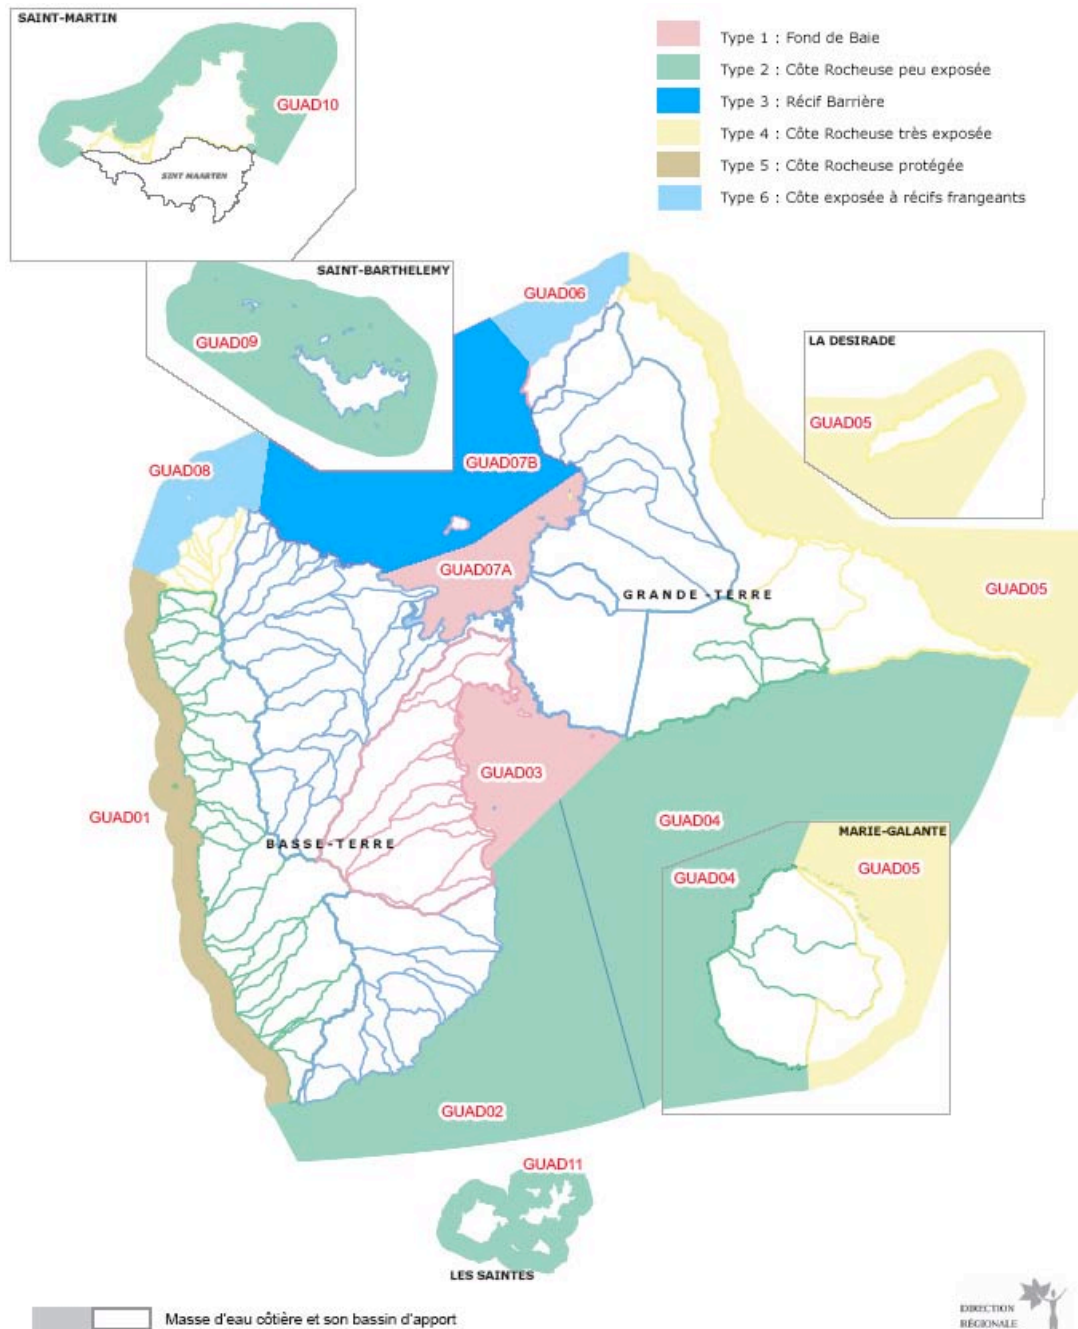 SAINT-MARTIN
GUAD10
SINT MAARTEN
Type 1 : Fond de Baie
Type 2 : Côte Rocheuse peu exposée
Type 3 : Récif Barrière
Type 4 : Côte Rocheuse très exposée
Type 5 : Côte Rocheuse protégée
Type 6 : Côte exposée à récifs frangeants
SAINT-BARTHELEMY
GUAD09
GUAD06
LA DESIRADE
GUAD05
GUAD08
GUAD07B
GUAD07A
GRANDE-TERRE
GUAD05
GUAD03
GUAD01
BASSE-TERRE
GUAD04
MARIE-GALANTE
GUAD04
GUAD05
GUAD02
GUAD11
LES SAINTES
Masse d'eau côtière et son bassin d'apport
DIRECTION
RÉGIONALE